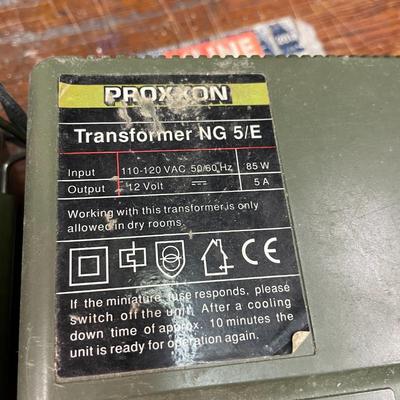 PROXXON
Transformer NG 5/E
Input 110-120 VAC 50/60 Hz 85 W
Output 12 Volt 5 A
Working with this transformer is only
allowed in dry rooms.
CE
If the miniature fuse responds, please
switch off the unit. After a cooling
down time of approx. 10 minutes the
unit is ready for operation again.